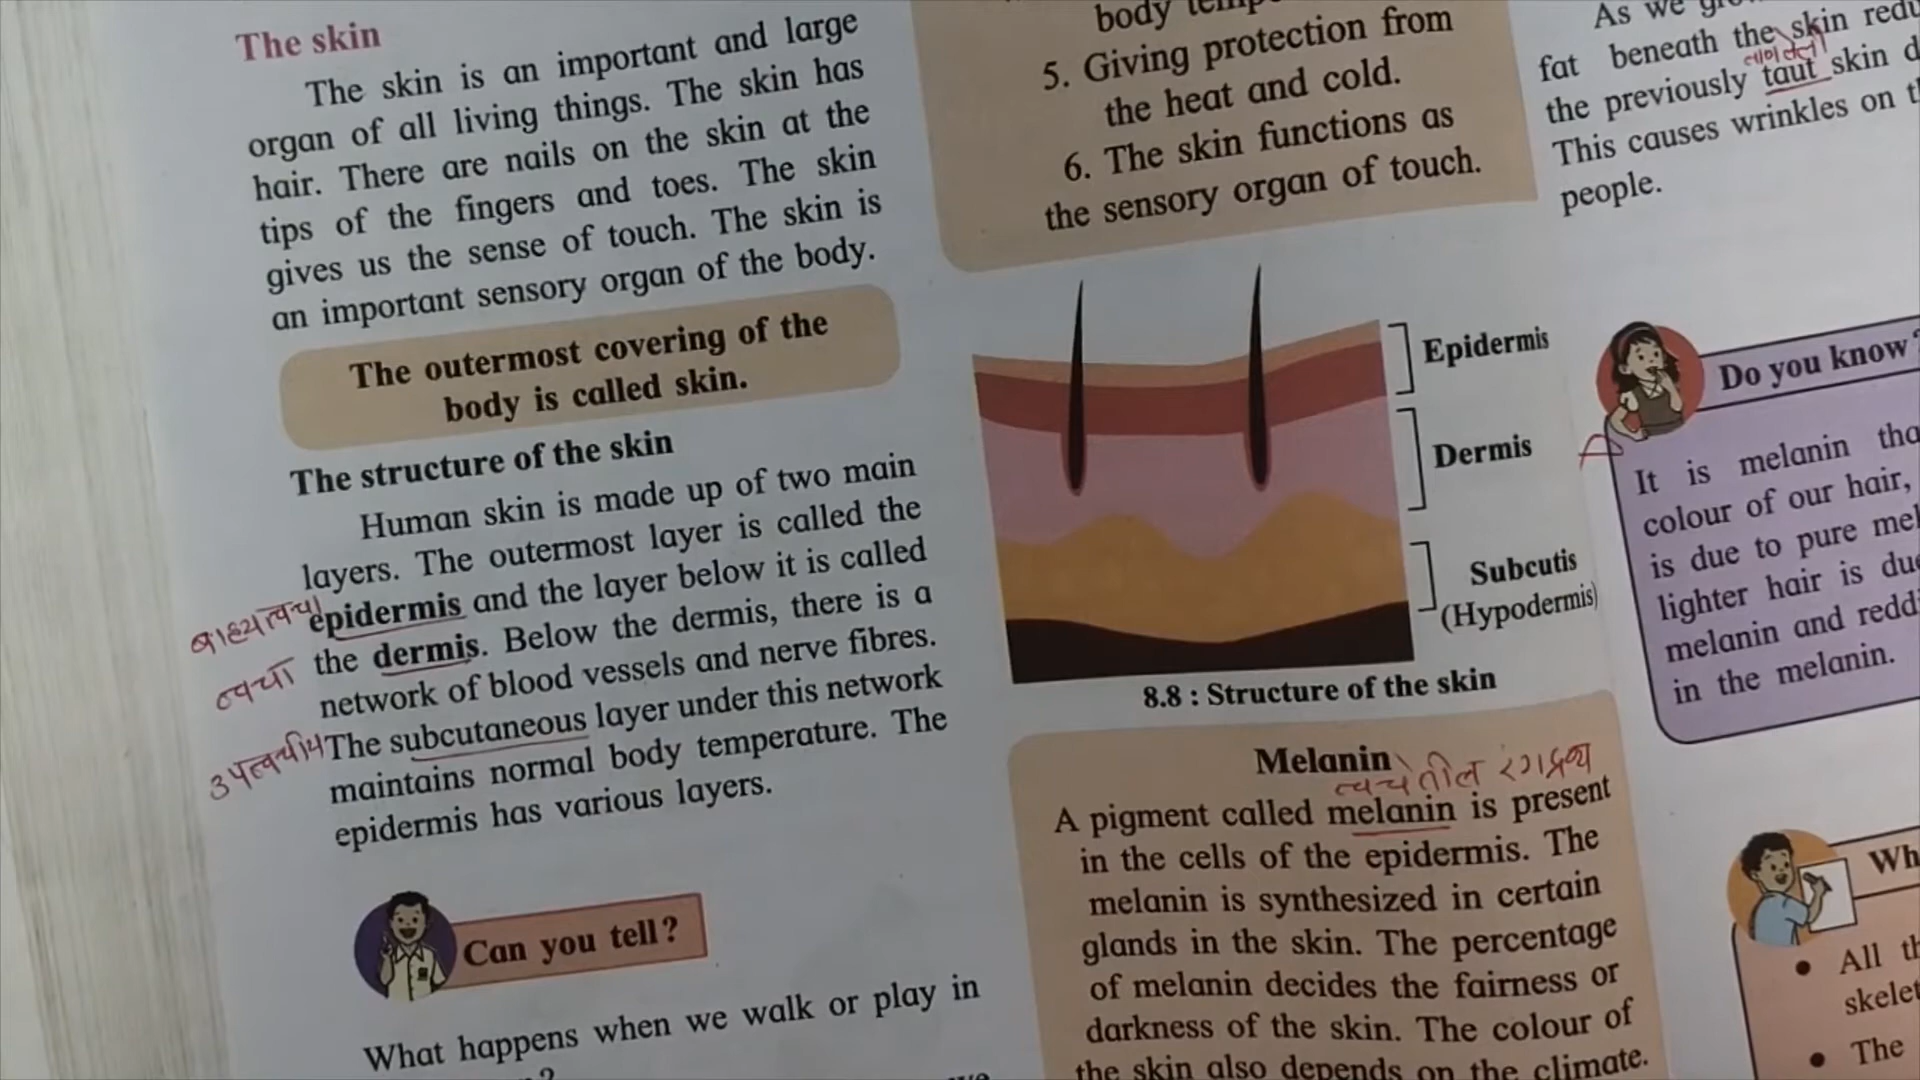 The skin
The skin is an important and large
organ of all living things. The skin has
hair. There are nails on the skin at the
tips of the fingers and toes. The skin
gives us the sense of touch. The skin is
an important sensory organ of the body.
The outermost covering of the
body is called skin.
The structure of the skin
Human skin is made up of two main
layers. The outermost layer is called the
बाह्यत्वचा epidermis and the layer below it is called
त्वचा the dermis. Below the dermis, there is a
network of blood vessels and nerve fibres.
उपत्वचीय The subcutaneous layer under this network
maintains normal body temperature. The
epidermis has various layers.
Can you tell?
What happens when we walk or play in
body
5. Giving protection from
the heat and cold.
6. The skin functions as
the sensory organ of touch.
Epidermis
Dermis
Subcutis
(Hypodermis)
8.8 : Structure of the skin
Melanin
त्वचेतील रंगद्रव्य
A pigment called melanin is present
in the cells of the epidermis. The
melanin is synthesized in certain
glands in the skin. The percentage
of melanin decides the fairness or
darkness of the skin. The colour of
the skin also depends on the climate.
As we
fat beneath the skin
the previously taut skin
This causes wrinkles on
people.
Do you know?
It is melanin
colour of our hair,
is due to pure
lighter hair is
melanin and
in the melanin.
All
The